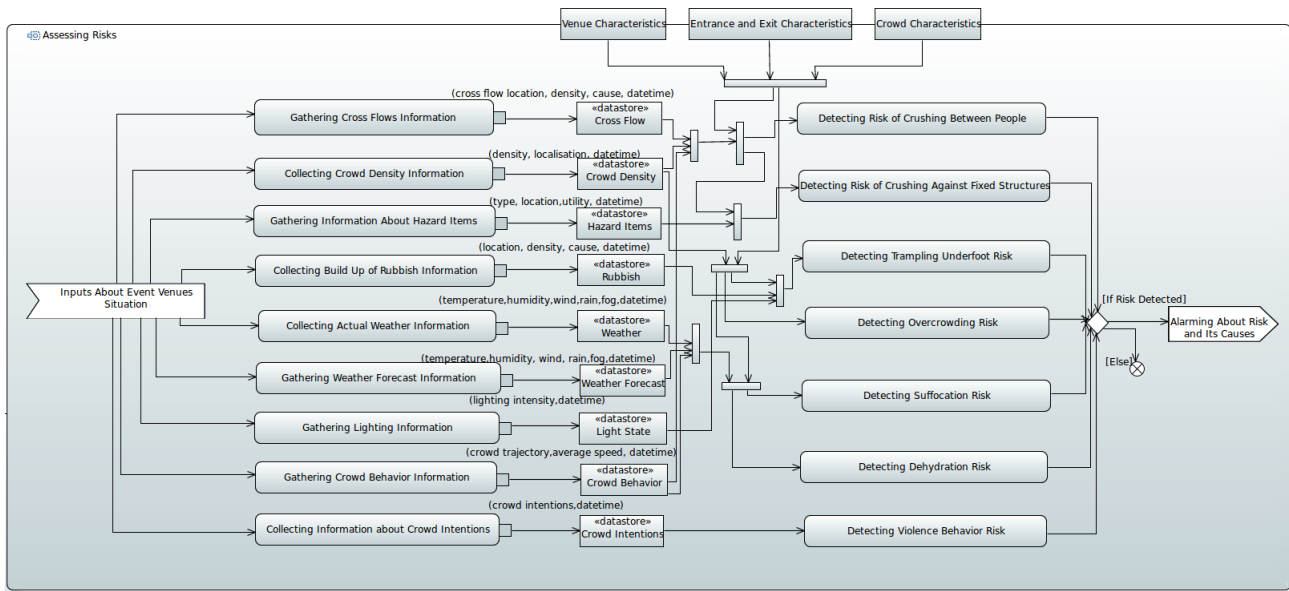 Venue Characteristics
Entrance and Exit Characteristics
Crowd Characteristics
Assessing Risks
(cross flow location, density, cause, datetime)
Gathering Cross Flows Information
«datastore»
Cross Flow
Detecting Risk of Crushing Between People
(density, localisation, datetime)
Collecting Crowd Density Information
«datastore»
Crowd Density
Detecting Risk of Crushing Against Fixed Structures
(type, location,utility, datetime)
Gathering Information About Hazard Items
«datastore»
Hazard Items
(location, density, cause, datetime)
Collecting Build Up of Rubbish Information
«datastore»
Rubbish
Detecting Trampling Underfoot Risk
Inputs About Event Venues
Situation
(temperature,humidity,wind,rain,fog,datetime)
Collecting Actual Weather Information
«datastore»
Weather
Detecting Overcrowding Risk
[If Risk Detected]
Alarming About Risk
and Its Causes
[Else]
(temperature,humidity, wind, rain,fog,datetime)
Gathering Weather Forecast Information
«datastore»
Weather Forecast
Detecting Suffocation Risk
(lighting intensity,datetime)
Gathering Lighting Information
«datastore»
Light State
(crowd trajectory,average speed, datetime)
Gathering Crowd Behavior Information
«datastore»
Crowd Behavior
Detecting Dehydration Risk
(crowd intentions,datetime)
Collecting Information about Crowd Intentions
«datastore»
Crowd Intentions
Detecting Violence Behavior Risk